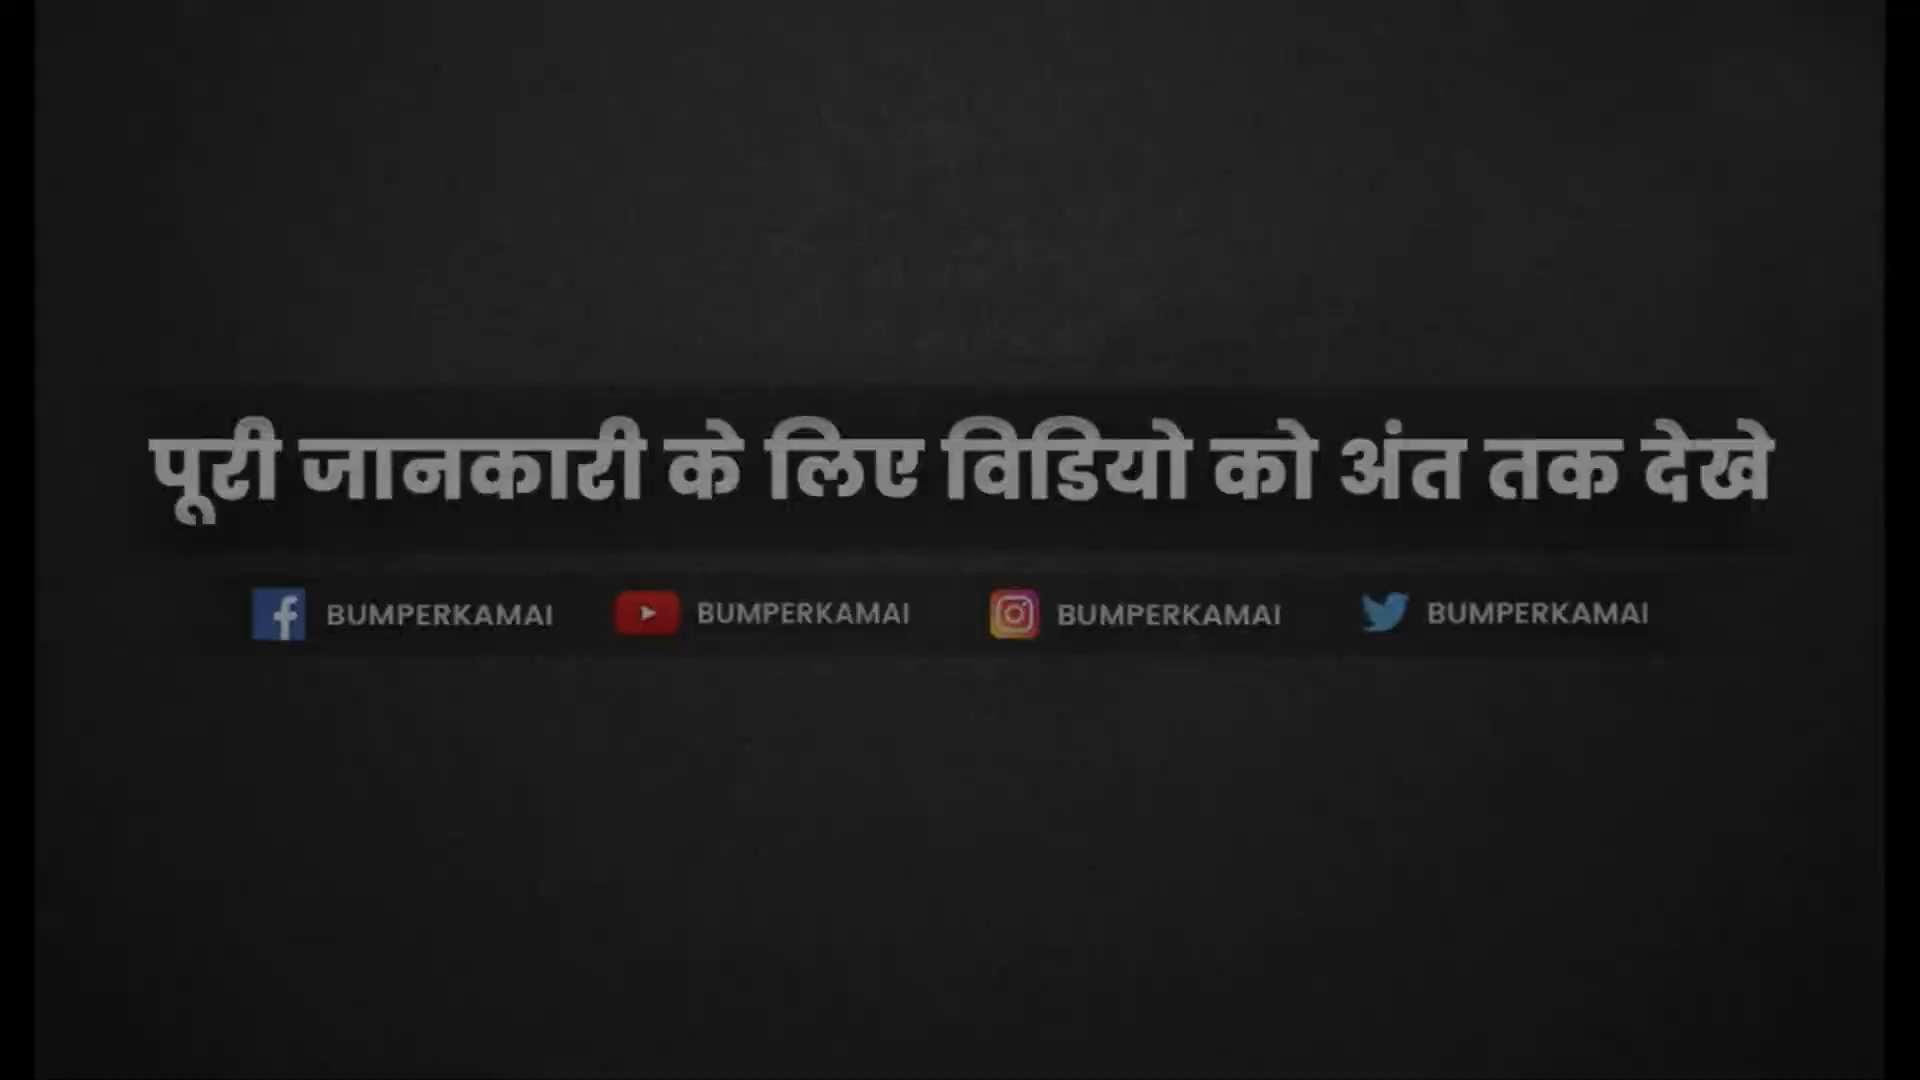 पूरी जानकारी के लिए विडियो को अंत तक देखे
BUMPERKAMAI BUMPERKAMAI BUMPERKAMAI BUMPERKAMAI